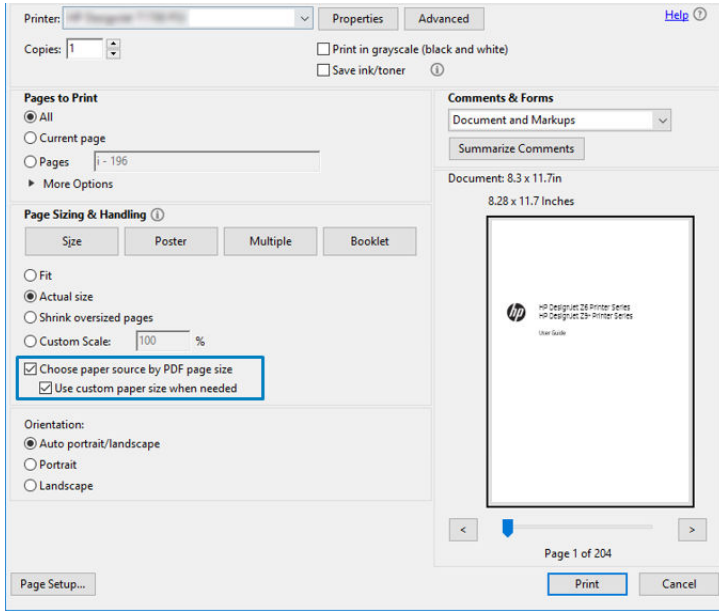 Printer:
Properties
Advanced
Help
Copies: 1
Print in grayscale (black and white)
Save ink/toner
Pages to Print
All
Current page
Pages i - 196
More Options
Page Sizing & Handling
Size Poster Multiple Booklet
Fit
Actual size
Shrink oversized pages
Custom Scale: 100 %
Choose paper source by PDF page size
Use custom paper size when needed
Orientation:
Auto portrait/landscape
Portrait
Landscape
Comments & Forms
Document and Markups
Summarize Comments
Document: 8.3 x 11.7in
8.28 x 11.7 Inches
hp
HP DesignJet Z6 Printer Series
HP DesignJet Z9+ Printer Series
User Guide
< >
Page 1 of 204
Page Setup...
Print
Cancel